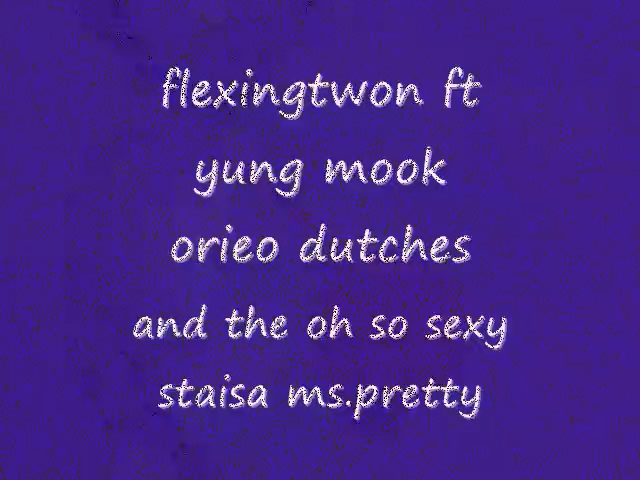 flexingtwon ft
yung mook
orieo dutches
and the oh so sexy
staisa ms.pretty